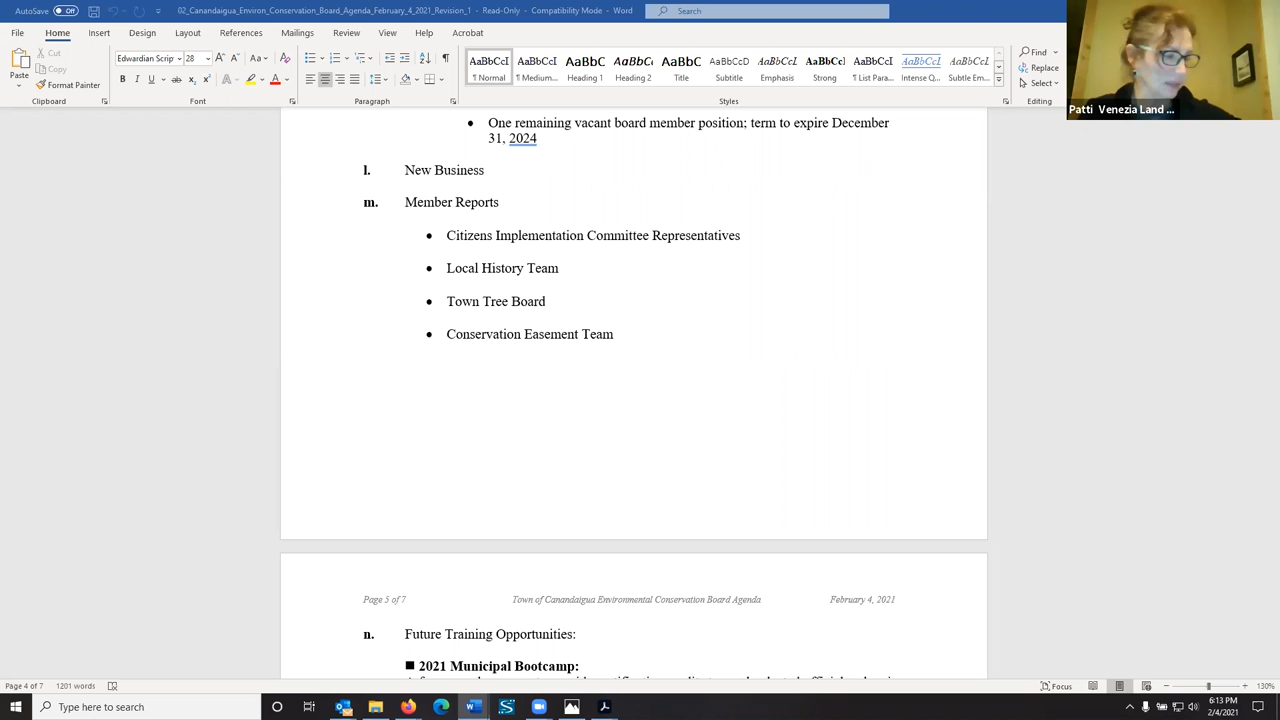 AutoSave Off 02_Canandaigua_Environ_Conservation_Board_Agenda_February_4_2021_Revision_1 - Read-Only - Compatibility Mode - Word Search
File Home Insert Design Layout References Mailings Review View Help Acrobat
Paste Cut Copy Format Painter
Clipboard
Edwardian Scrip 28
Font
Paragraph
AaBbCcI AaBbCcI AaBbC AaBbCc AaBbC AaBbCcD AaBbCcI AaBbCcI AaBbCcI AaBbCcI AaBbCcI
¶ Normal ¶ Medium... Heading 1 Heading 2 Title Subtitle Emphasis Strong ¶ List Para... Intense Q... Subtle Em...
Styles
Find
Replace
Select
Editing
Patti Venezia Land ...
• One remaining vacant board member position; term to expire December
31, 2024
l. New Business
m. Member Reports
• Citizens Implementation Committee Representatives
• Local History Team
• Town Tree Board
• Conservation Easement Team
Page 5 of 7 Town of Canandaigua Environmental Conservation Board Agenda February 4, 2021
n. Future Training Opportunities:
■ 2021 Municipal Bootcamp:
Page 4 of 7 1201 words Focus 130%
Type here to search
6:13 PM
2/4/2021